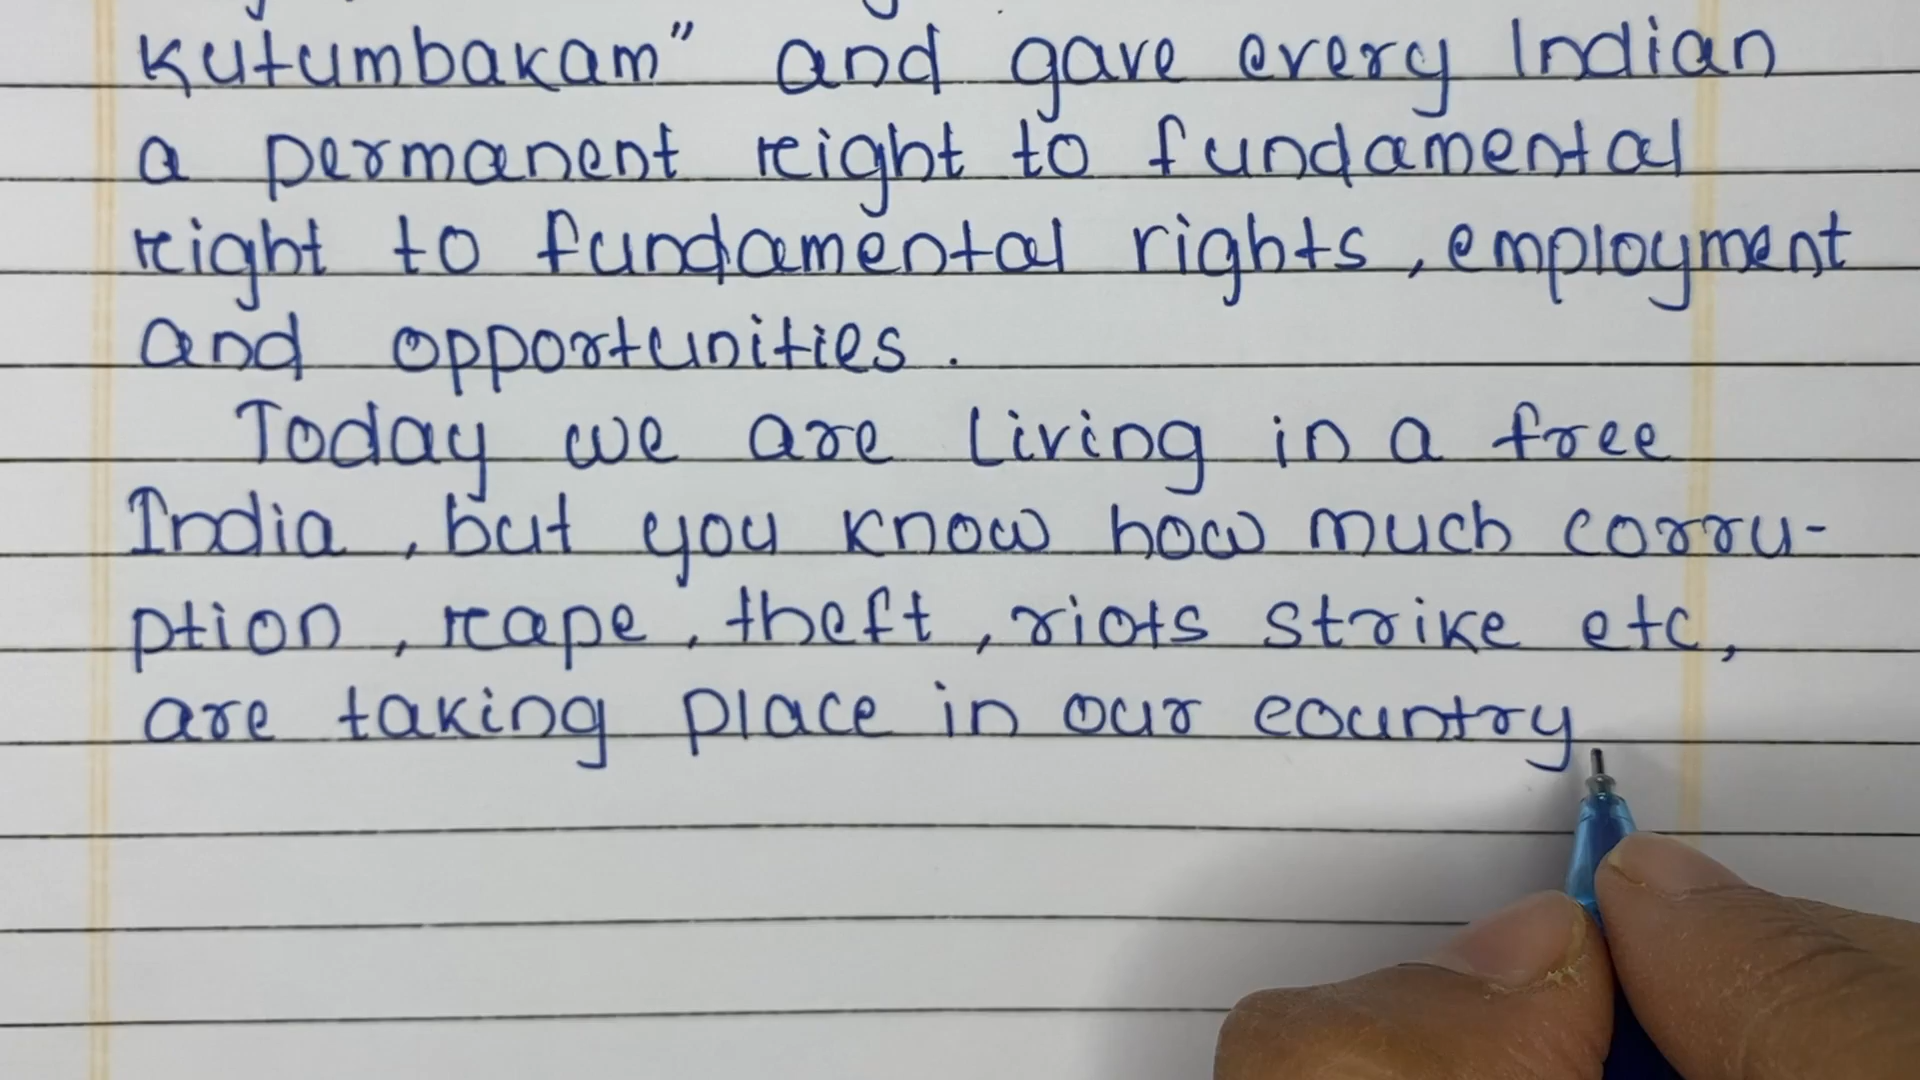 Kutumbakam" and gave every Indian
a permanent right to fundamental
right to fundamental rights, employment
and opportunities.
Today we are Living in a free
India, but you know how much corru-
ption, rape, theft, riots strike etc,
are taking place in our country